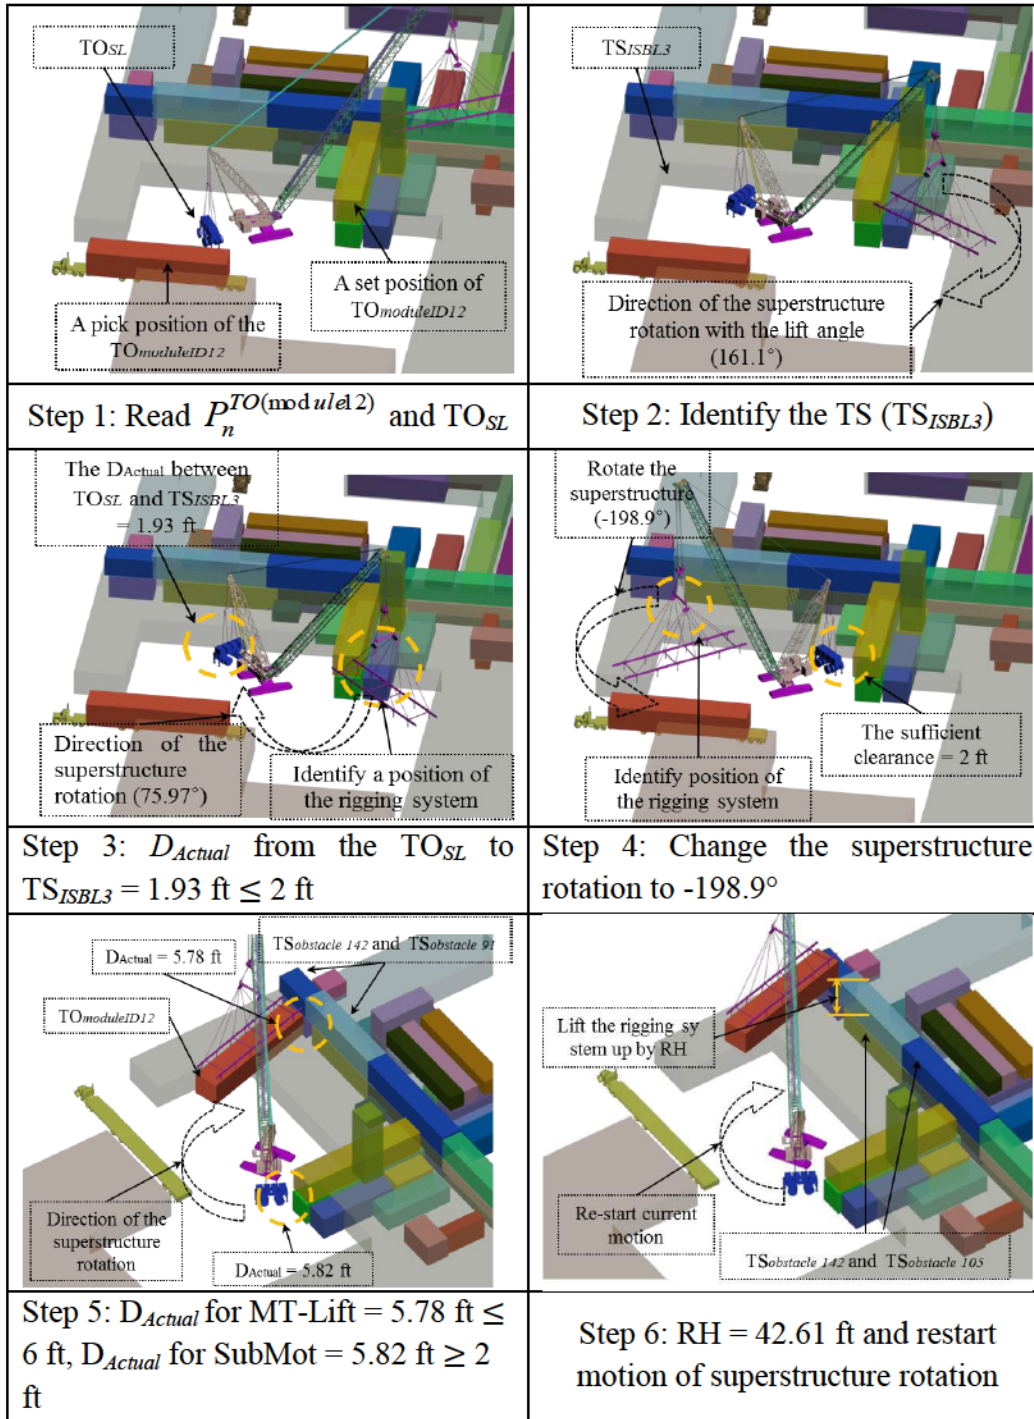 TOSL
A set position of
TOmoduleID12
A pick position of the
TOmoduleID12
Step 1: Read P_n^TO(module12) and TOSL
TSISBL3
Direction of the superstructure
rotation with the lift angle
(161.1°)
Step 2: Identify the TS (TSISBL3)
The DActual between
TOSL and TSISBL3
= 1.93 ft
Direction of the
superstructure
rotation (75.97°)
Identify a position of
the rigging system
Step 3: DActual from the TOSL to
TSISBL3 = 1.93 ft ≤ 2 ft
Rotate the
superstructure
(-198.9°)
The sufficient
clearance = 2 ft
Identify position of
the rigging system
Step 4: Change the superstructure
rotation to -198.9°
TSobstacle 142 and TSobstacle 91
DActual = 5.78 ft
TOmoduleID12
Direction of the
superstructure
rotation
DActual = 5.82 ft
Step 5: DActual for MT-Lift = 5.78 ft ≤
6 ft, DActual for SubMot = 5.82 ft ≥ 2
ft
Lift the rigging sy
stem up by RH
Re-start current
motion
TSobstacle 142 and TSobstacle 105
Step 6: RH = 42.61 ft and restart
motion of superstructure rotation